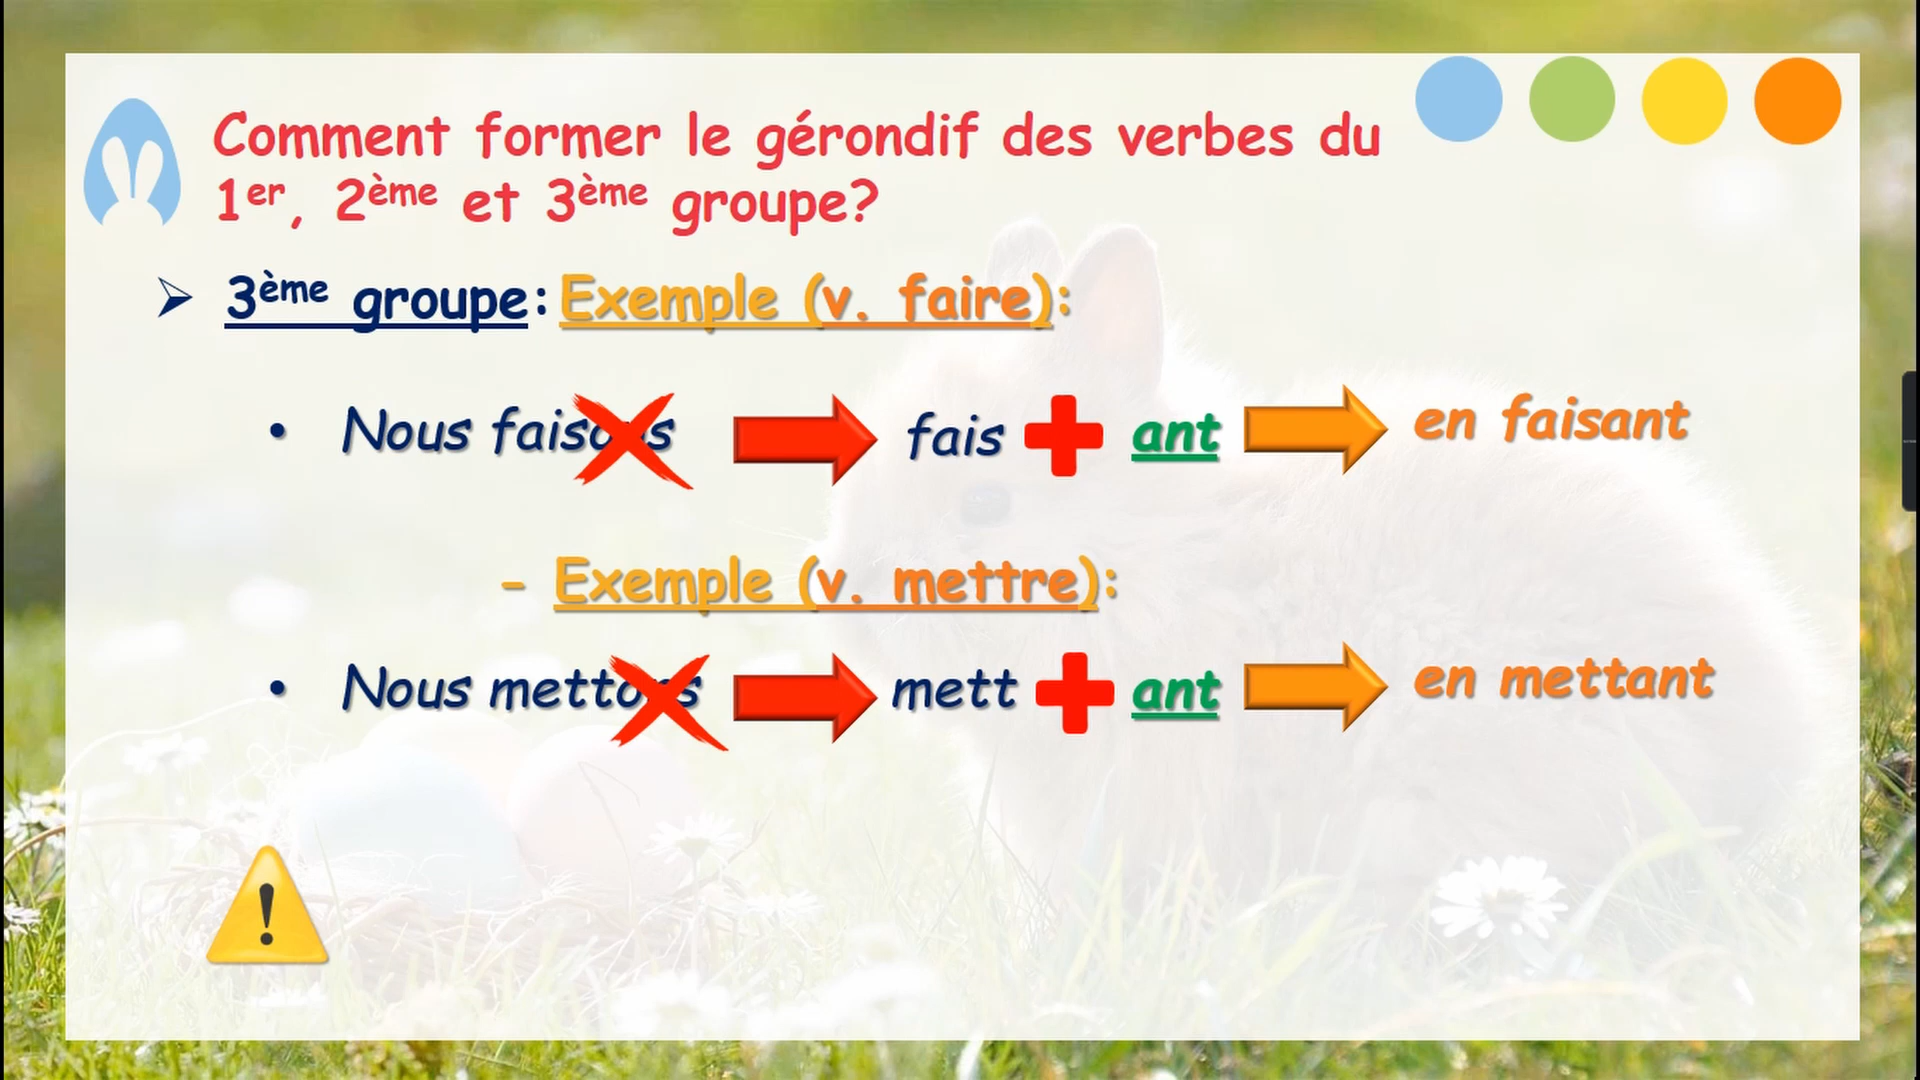 Comment former le gérondif des verbes du
1er, 2ème et 3ème groupe?
➢ 3ème groupe: Exemple (v. faire):
• Nous faisons fais + ant en faisant
- Exemple (v. mettre):
• Nous mettons mett + ant en mettant